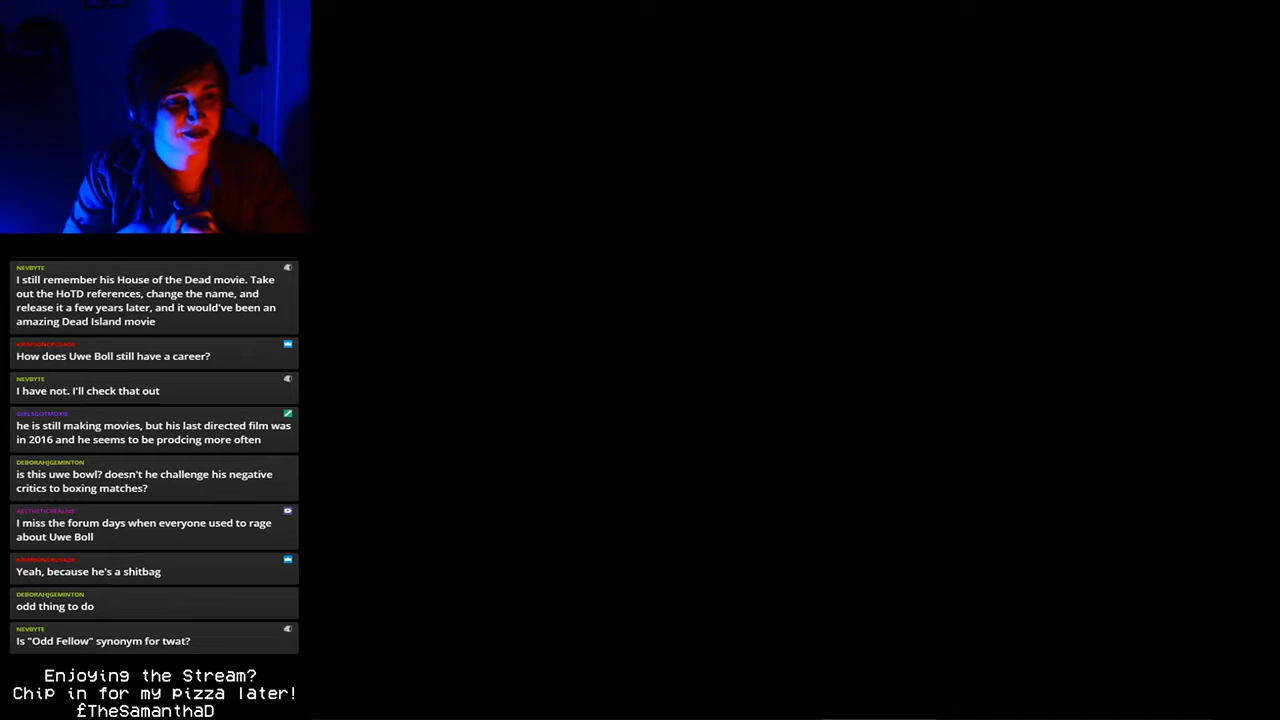 NEVBYTE
I still remember his House of the Dead movie. Take
out the HoTD references, change the name, and
release it a few years later, and it would've been an
amazing Dead Island movie
KRIMSONCRUSADE
How does Uwe Boll still have a career?
NEVBYTE
I have not. I'll check that out
GIRLSGOTMOXIE
he is still making movies, but his last directed film was
in 2016 and he seems to be prodcing more often
DEBORAHJGEMINTON
is this uwe bowl? doesn't he challenge his negative
critics to boxing matches?
I miss the forum days when everyone used to rage
about Uwe Boll
KRIMSONCRUSADE
Yeah, because he's a shitbag
DEBORAHJGEMINTON
odd thing to do
NEVBYTE
Is "Odd Fellow" synonym for twat?
Enjoying the Stream?
Chip in for my pizza later!
£TheSamanthaD